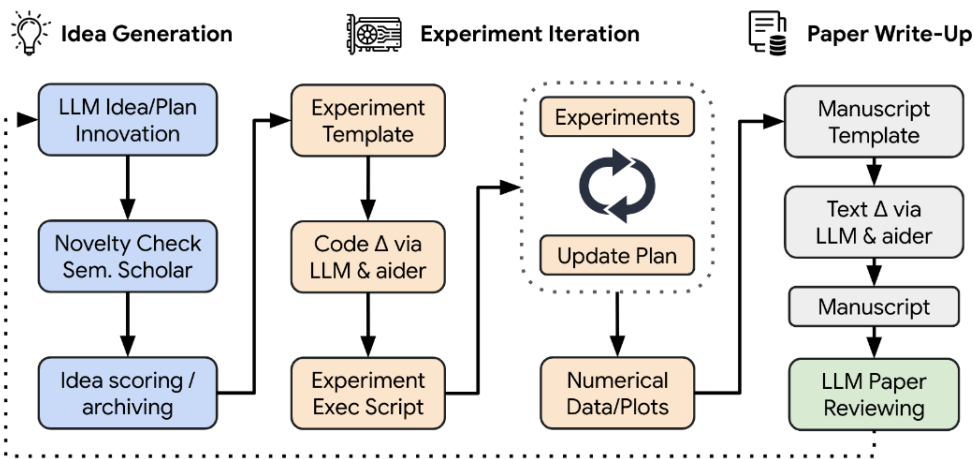 Idea Generation
Experiment Iteration
Paper Write-Up
LLM Idea/Plan
Innovation
Novelty Check
Sem. Scholar
Idea scoring /
archiving
Experiment
Template
Code Δ via
LLM & aider
Experiment
Exec Script
Experiments
Update Plan
Numerical
Data/Plots
Manuscript
Template
Text Δ via
LLM & aider
Manuscript
LLM Paper
Reviewing